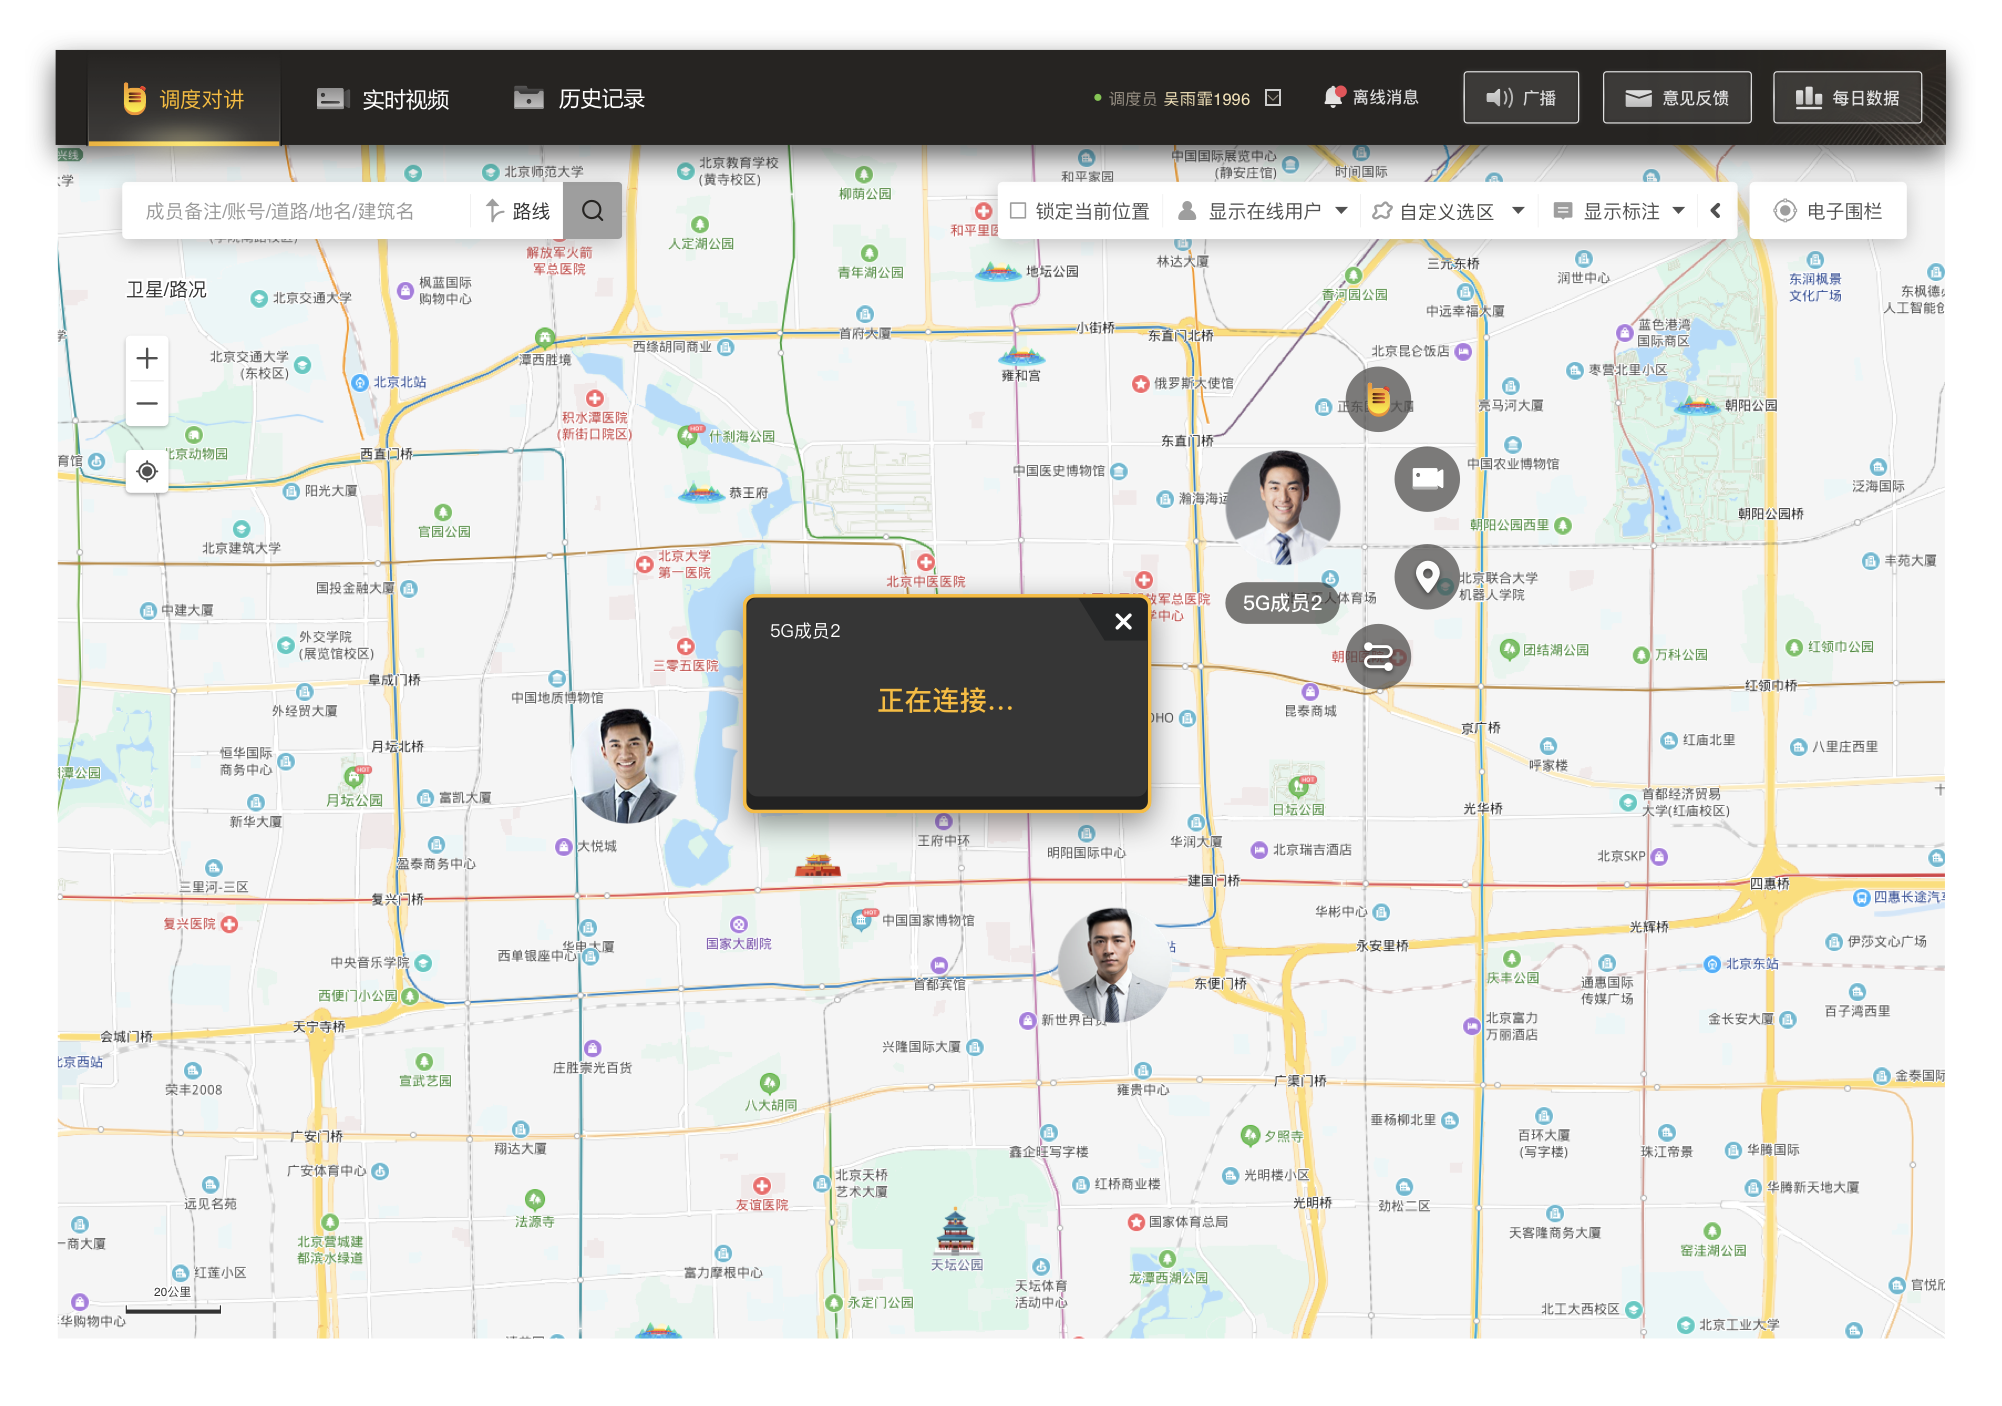 调度对讲
实时视频
历史记录
调度员 吴雨霏1996
离线消息
广播
意见反馈
每日数据
成员备注/账号/道路/地名/建筑名
路线
锁定当前位置
显示在线用户
自定义选区
显示标注
电子围栏
卫星/路况
北京师范大学
北京教育学校
(黄寺校区)
柳荫公园
和平家园
中国国际展览中心
(静安庄馆)
时间国际
人定湖公园
青年湖公园
地坛公园
林达大厦
三元东桥
润世中心
东润枫景
文化广场
解放军火箭
军总医院
枫蓝国际
购物中心
北京交通大学
香河园公园
中远幸福大厦
蓝色港湾
国际商区
首府大厦
小街桥
东直门北桥
西绦胡同商业
潭西胜境
北京交通大学
(东校区)
北京北站
雍和宫
俄罗斯大使馆
北京昆仑饭店
枣营北里小区
亮马河大厦
朝阳公园
积水潭医院
(新街口院区)
什刹海公园
西直门桥
北京动物园
东直门桥
中国医史博物馆
中国农业博物馆
泛海国际
阳光大厦
恭王府
瀚海海运
朝阳公园桥
官园公园
朝阳公园西里
北京建筑大学
北京大学
第一医院
北京中医医院
丰苑大厦
国投金融大厦
北京联合大学
机器人学院
中建大厦
5G成员2
5G成员2
正在连接...
外交学院
(展览馆校区)
三零五医院
团结湖公园
万科公园
红领巾公园
阜成门桥
中国地质博物馆
红领巾桥
外经贸大厦
昆泰商城
京广桥
月坛北桥
恒华国际
商务中心
红庙北里
八里庄西里
呼家楼
月坛公园
富凯大厦
日坛公园
首都经济贸易
大学(红庙校区)
光华桥
新华大厦
大悦城
王府中环
明阳国际中心
华润大厦
北京瑞吉酒店
北京SKP
盈泰商务中心
三里河-三区
建国门桥
四惠桥
复兴门桥
四惠长途汽车
复兴医院
国家大剧院
中国国家博物馆
华彬中心
光辉桥
华电大厦
西单银座中心
永安里桥
伊莎文心广场
中央音乐学院
北京东站
首都宾馆
东便门桥
庆丰公园
通惠国际
传媒广场
西便门小公园
百子湾西里
天宁寺桥
新世界百货
北京富力
万丽酒店
金长安大厦
会城门桥
兴隆国际大厦
荣丰2008
宣武艺园
庄胜崇光百货
雍贵中心
广渠门桥
金泰国际
八大胡同
垂杨柳北里
广安门桥
翔达大厦
鑫企旺写字楼
夕照寺
百环大厦
(写字楼)
珠江帝景
华腾国际
广安体育中心
北京天桥
艺术大厦
红桥商业楼
光明楼小区
华腾新天地大厦
远见名苑
友谊医院
光明桥
劲松二区
法源寺
国家体育总局
天客隆商务大厦
北京营城建
都滨水绿道
窑洼湖公园
天坛公园
红莲小区
富力摩根中心
龙潭西湖公园
天坛体育
活动中心
20公里
永定门公园
北工大西校区
北京工业大学